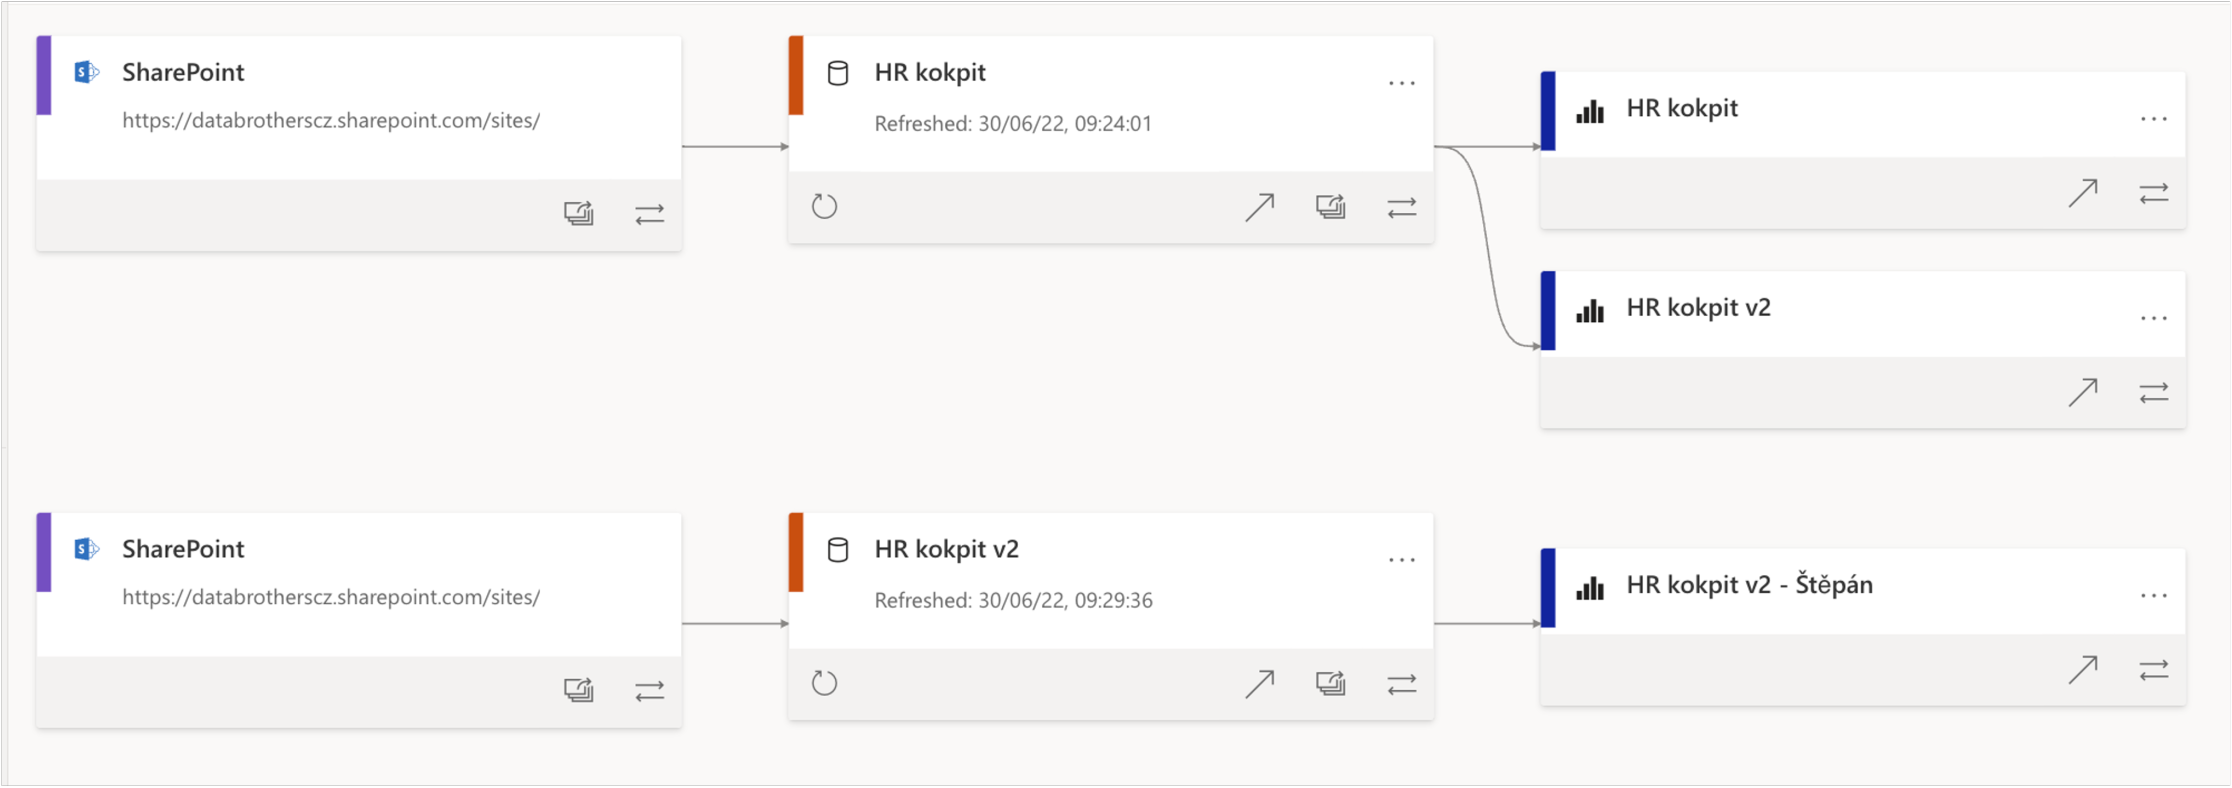 SharePoint
https://databrotherscz.sharepoint.com/sites/
HR kokpit
Refreshed: 30/06/22, 09:24:01
HR kokpit
HR kokpit v2
SharePoint
https://databrotherscz.sharepoint.com/sites/
HR kokpit v2
Refreshed: 30/06/22, 09:29:36
HR kokpit v2 - Štěpán